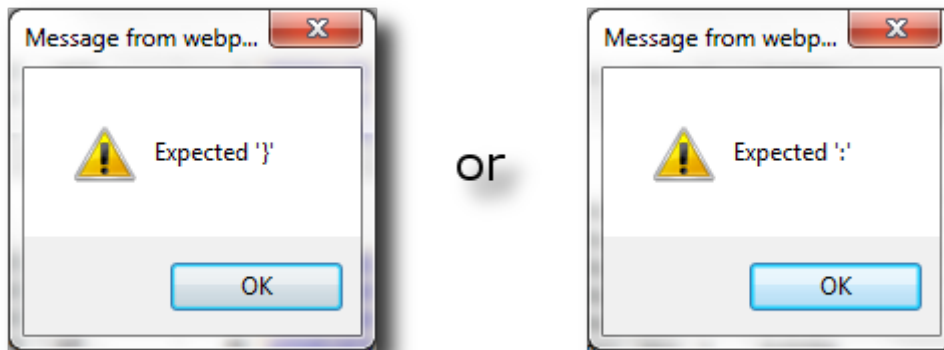 Message from webp...
Expected '}'
OK
or
Message from webp...
Expected ':'
OK